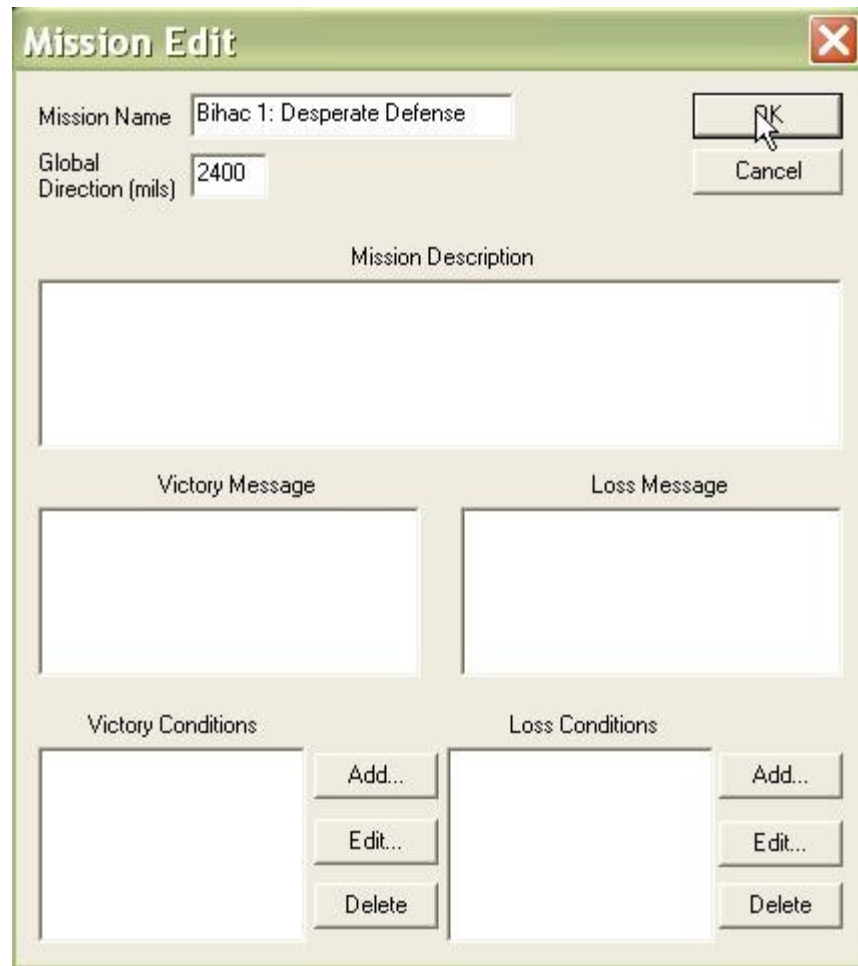 Mission Edit
Mission Name Bihac 1: Desperate Defense OK
Global
Direction (mils) 2400 Cancel
Mission Description
Victory Message Loss Message
Victory Conditions Loss Conditions
Add... Add...
Edit... Edit...
Delete Delete